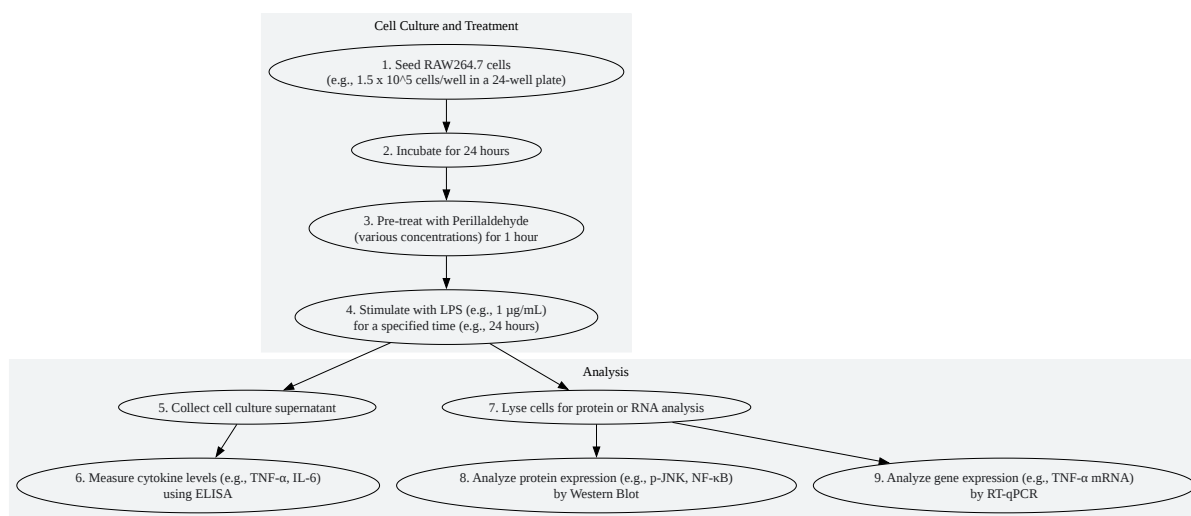 Cell Culture and Treatment
1. Seed RAW264.7 cells
(e.g., 1.5 x 10^5 cells/well in a 24-well plate)
2. Incubate for 24 hours
3. Pre-treat with Perillaldehyde
(various concentrations) for 1 hour
4. Stimulate with LPS (e.g., 1 µg/mL)
for a specified time (e.g., 24 hours)
Analysis
5. Collect cell culture supernatant
7. Lyse cells for protein or RNA analysis
6. Measure cytokine levels (e.g., TNF-α, IL-6)
using ELISA
8. Analyze protein expression (e.g., p-JNK, NF-κB)
by Western Blot
9. Analyze gene expression (e.g., TNF-α mRNA)
by RT-qPCR